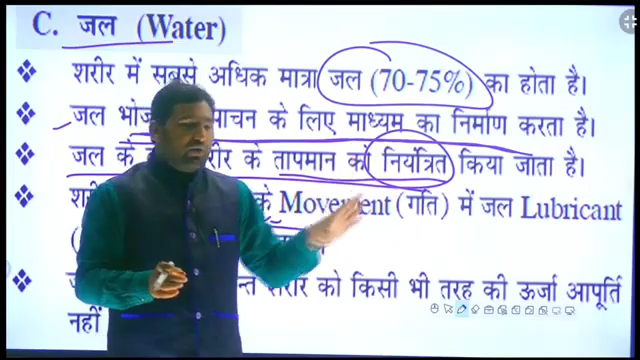 C. जल (Water)
शरीर में सबसे अधिक मात्रा जल (70-75%) का होता है।
जल पाचन के लिए माध्यम का निर्माण करता है।
जल के के तापमान को नियंत्रित किया जाता है।
के Movement (गति) में जल Lubricant
(
शरीर को किसी भी तरह की ऊर्जा आपूर्ति
नहीं